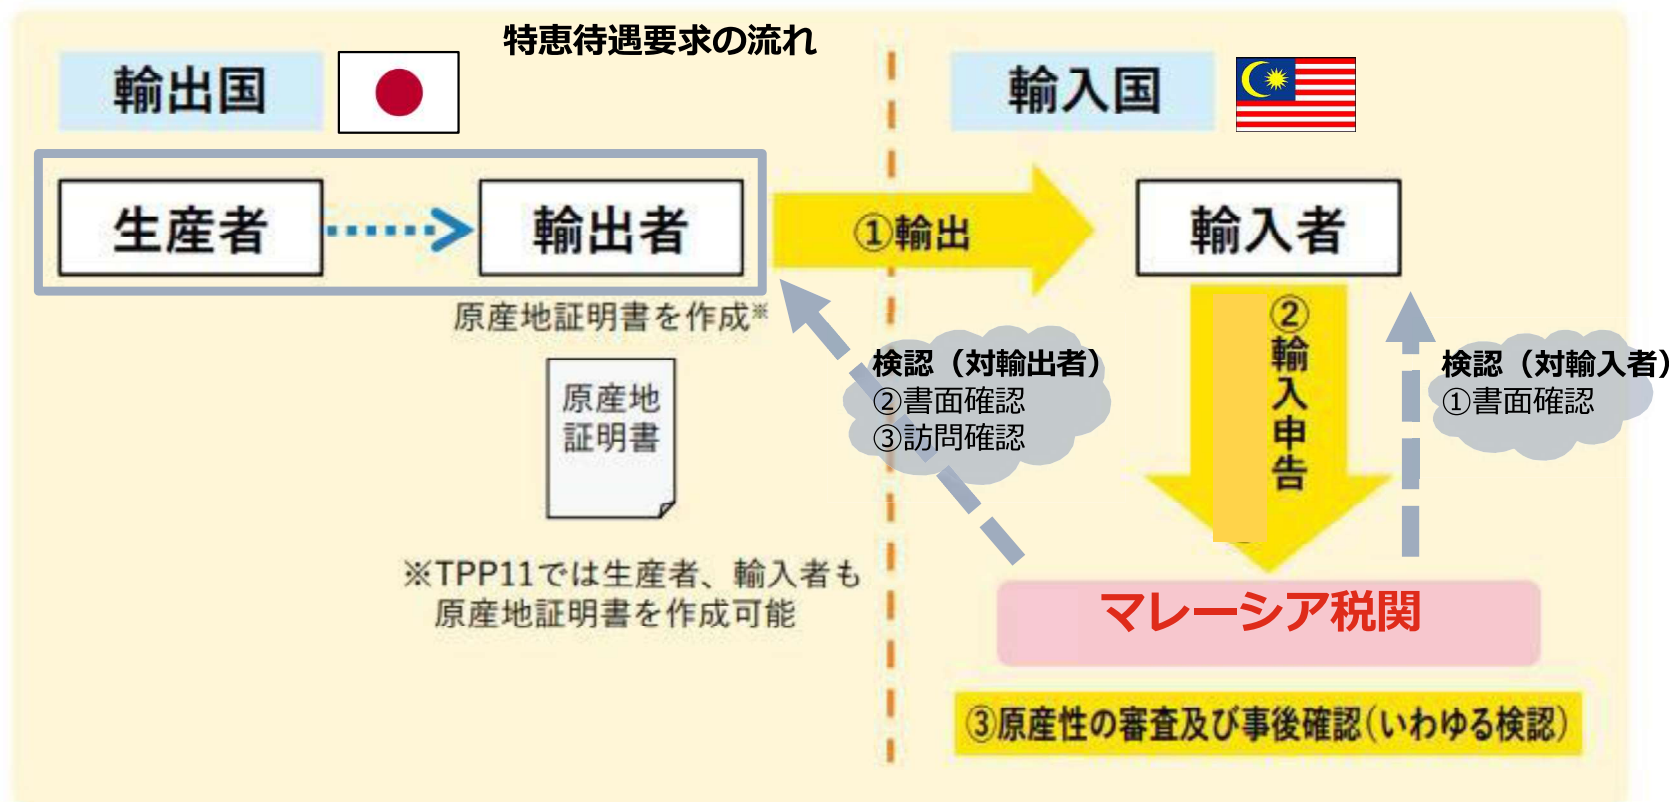 特恵待遇要求の流れ
輸出国
輸入国
生産者
輸出者
①輸出
輸入者
原産地証明書を作成※
原産地
証明書
検認（対輸出者）
②書面確認
③訪問確認
②輸入申告
検認（対輸入者）
①書面確認
※TPP11では生産者、輸入者も
原産地証明書を作成可能
マレーシア税関
③原産性の審査及び事後確認（いわゆる検認）